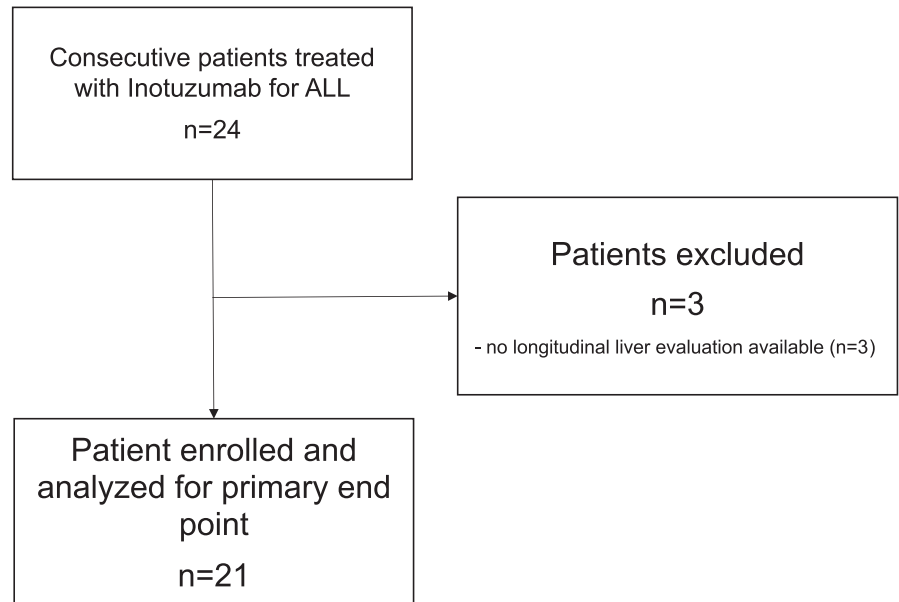 Consecutive patients treated
with Inotuzumab for ALL
n=24
Patients excluded
n=3
- no longitudinal liver evaluation available (n=3)
Patient enrolled and
analyzed for primary end
point
n=21